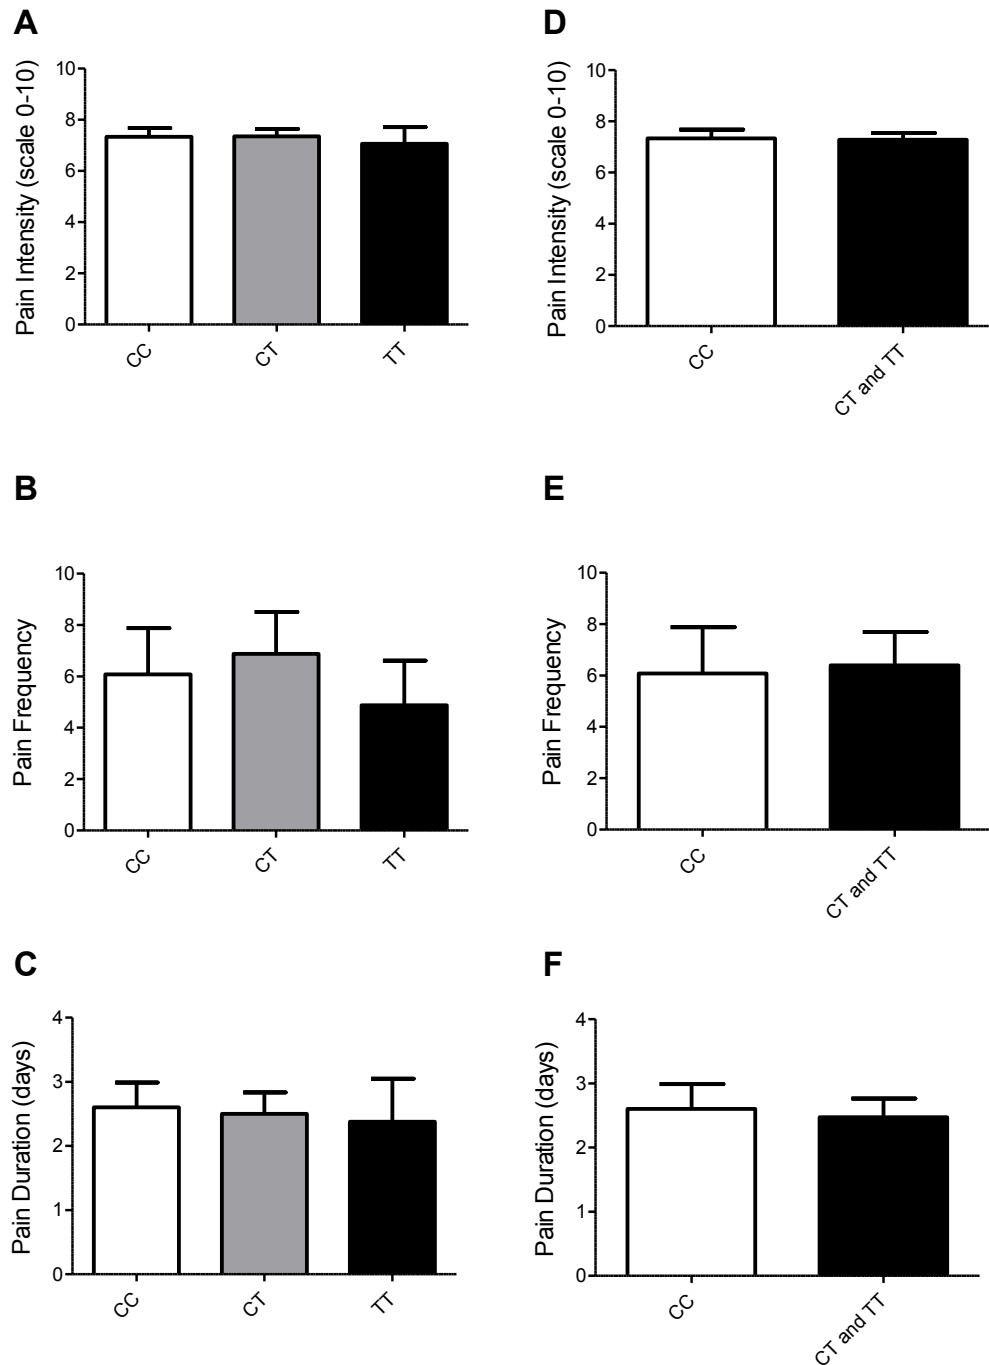 A
Pain Intensity (scale 0-10)
10
8
6
4
2
0
CC
CT
TT
D
Pain Intensity (scale 0-10)
10
8
6
4
2
0
CC
CT and TT
B
Pain Frequency
10
8
6
4
2
0
CC
CT
TT
E
Pain Frequency
10
8
6
4
2
0
CC
CT and TT
C
Pain Duration (days)
4
3
2
1
0
CC
CT
TT
F
Pain Duration (days)
4
3
2
1
0
CC
CT and TT